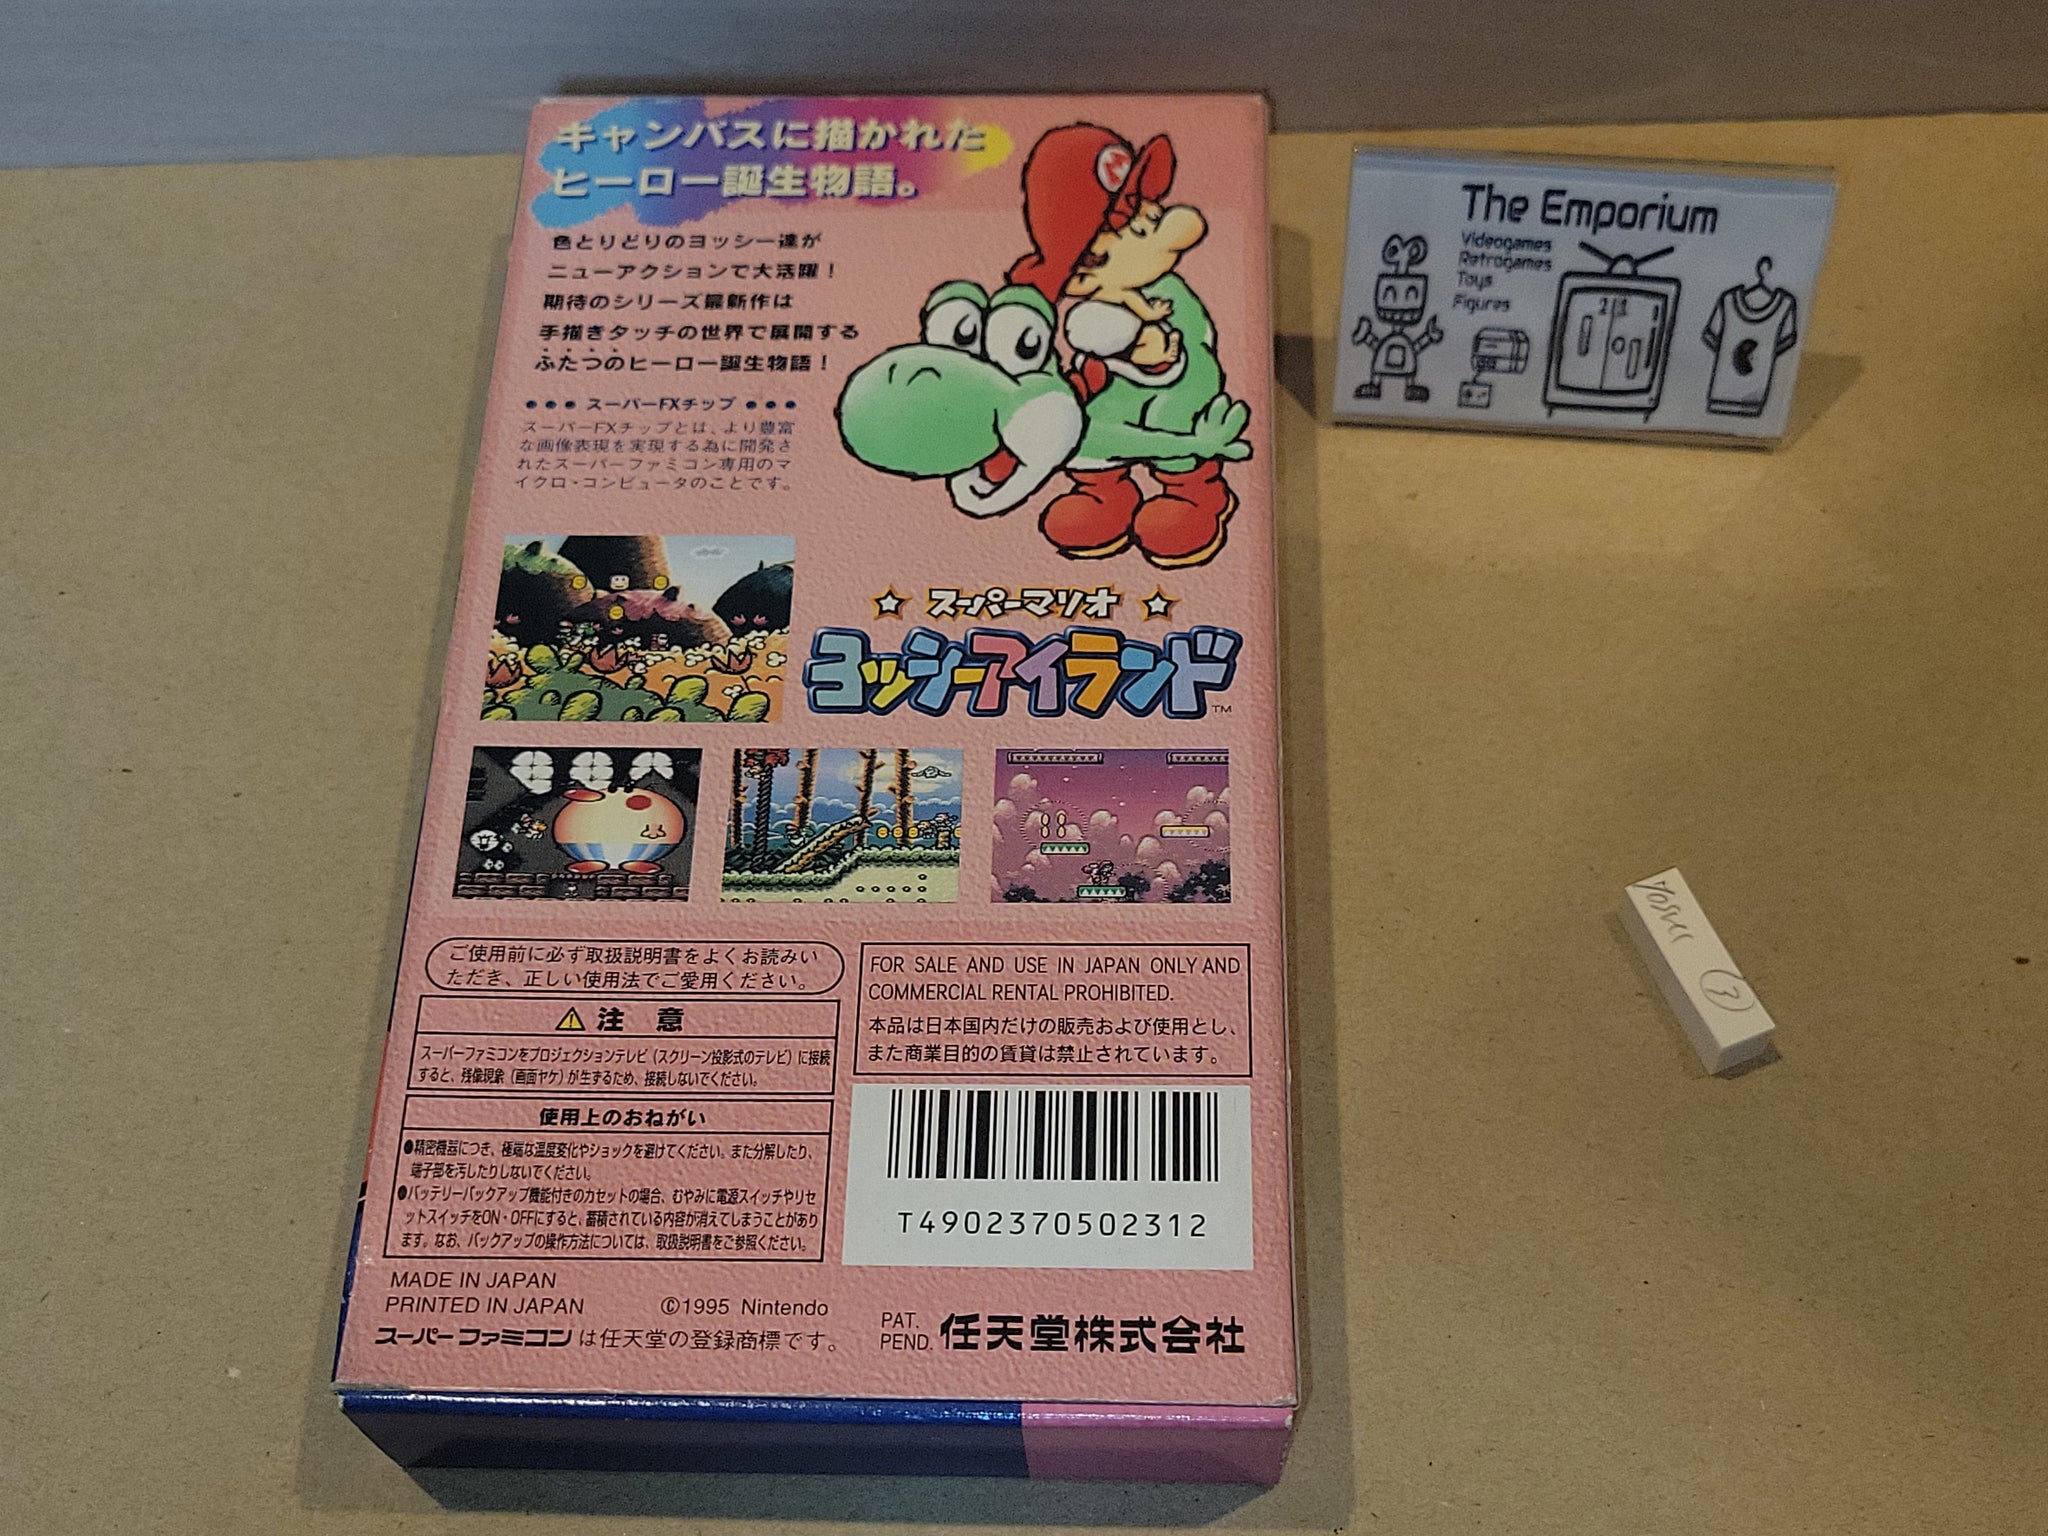 キャンバスに描かれた
ヒーロー誕生物語。
色とりどりのヨッシー達が
ニューアクションで大活躍！
期待のシリーズ最新作は
手描きタッチの世界で展開する
ふたつのヒーロー誕生物語！
●●● スーパーFXチップ ●●●
スーパーFXチップとは、より豊富
な画像表現を実現する為に開発さ
れたスーパーファミコン専用のマ
イクロ・コンピュータのことです。
スーパーマリオ
ヨッシーアイランド
TM
ご使用前に必ず取扱説明書をよくお読みい
ただき、正しい使用法でご愛用ください。
注 意
スーパーファミコンをプロジェクションテレビ（スクリーン投影式のテレビ）に接続
すると、残像現象（画面ヤケ）が生ずるため、接続しないでください。
使用上のおねがい
●精密機器につき、極端な温度変化やショックを避けてください。また分解したり、
端子部を汚したりしないでください。
●バッテリーバックアップ機能付きのカセットの場合、むやみに電源スイッチやリセ
ットスイッチをON・OFFにすると、蓄積されている内容が消えてしまうことがあり
ます。なお、バックアップの操作方法については、取扱説明書をご参照ください。
FOR SALE AND USE IN JAPAN ONLY AND
COMMERCIAL RENTAL PROHIBITED.
本品は日本国内だけの販売および使用とし、
また商業目的の賃貸は禁止されています。
T4902370502312
MADE IN JAPAN
PRINTED IN JAPAN
©1995 Nintendo
スーパーファミコンは任天堂の登録商標です。
PAT.
PEND.
任天堂株式会社
The Emporium
Videogames
Retrogames
Toys
Figures
3